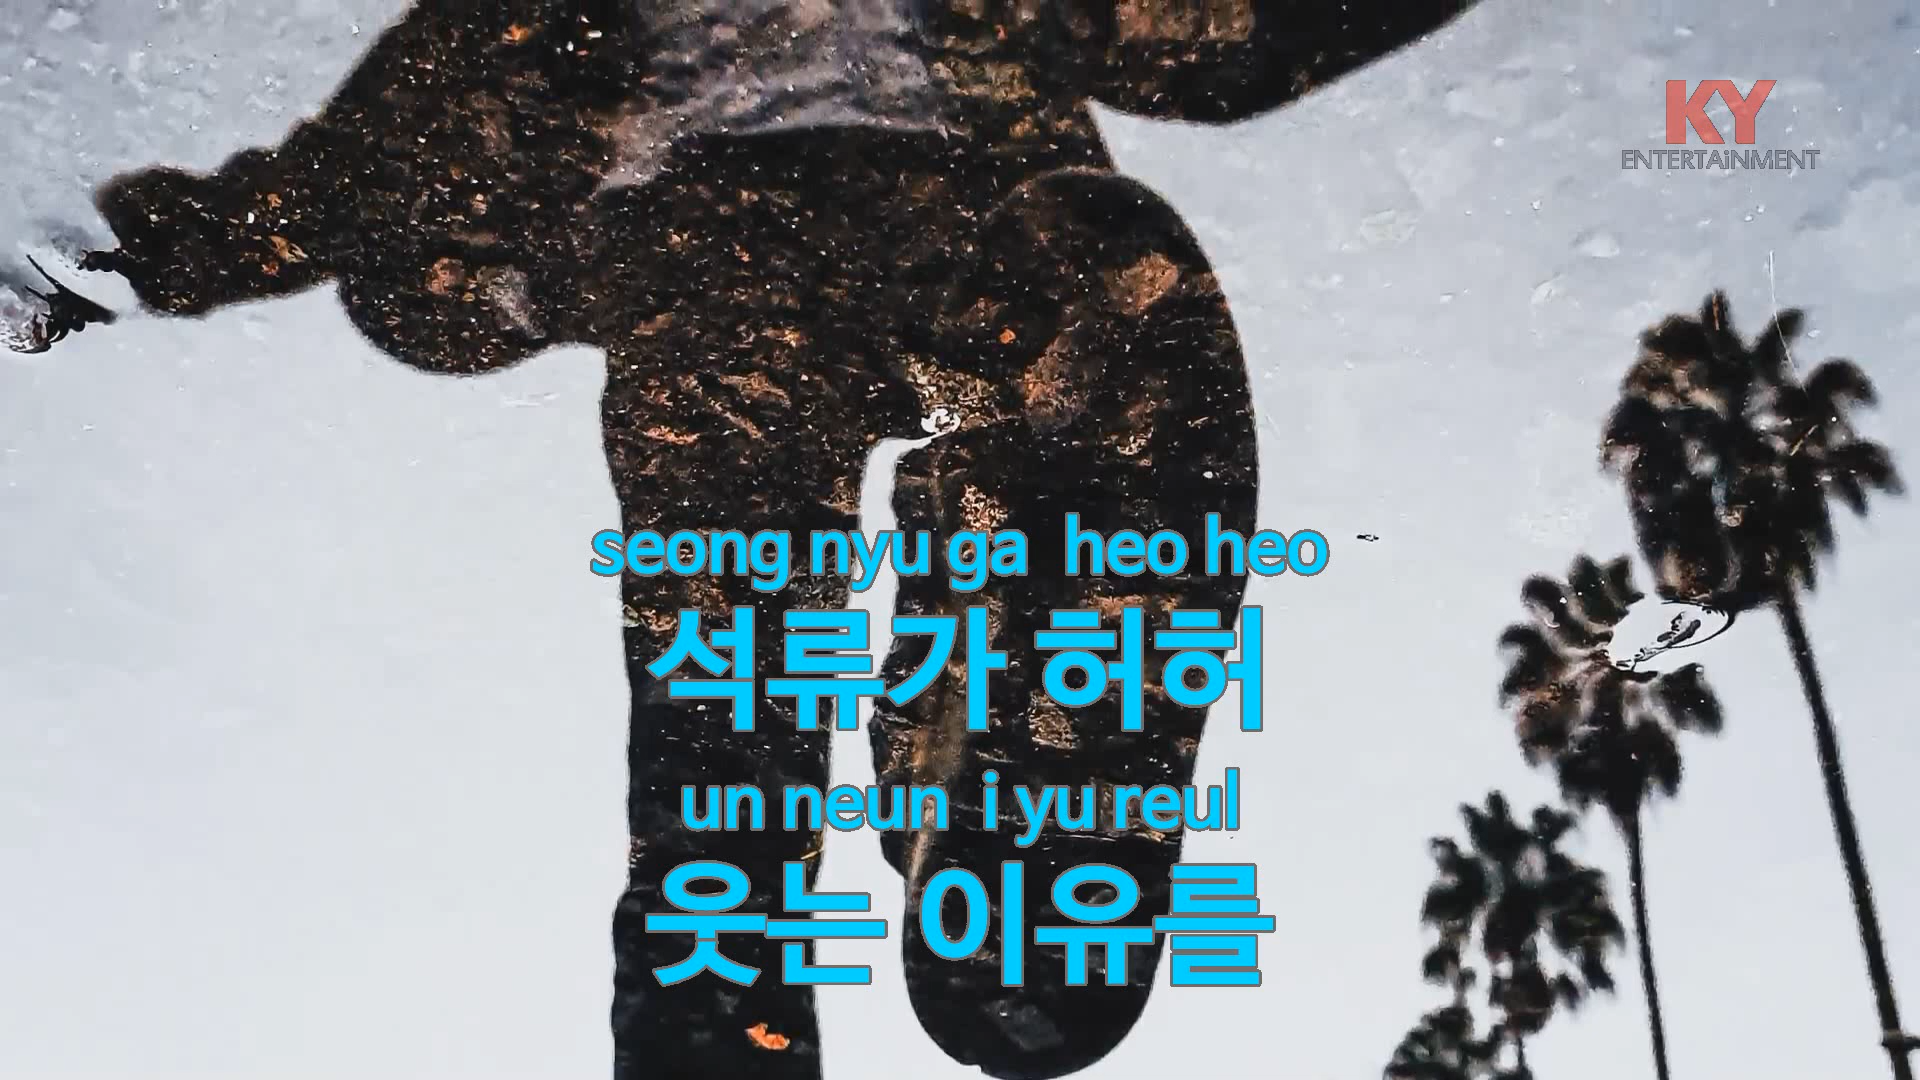 KY
ENTERTAiNMENT
seong nyu ga heo heo
석류가 허허
un neun i yu reul
웃는 이유를